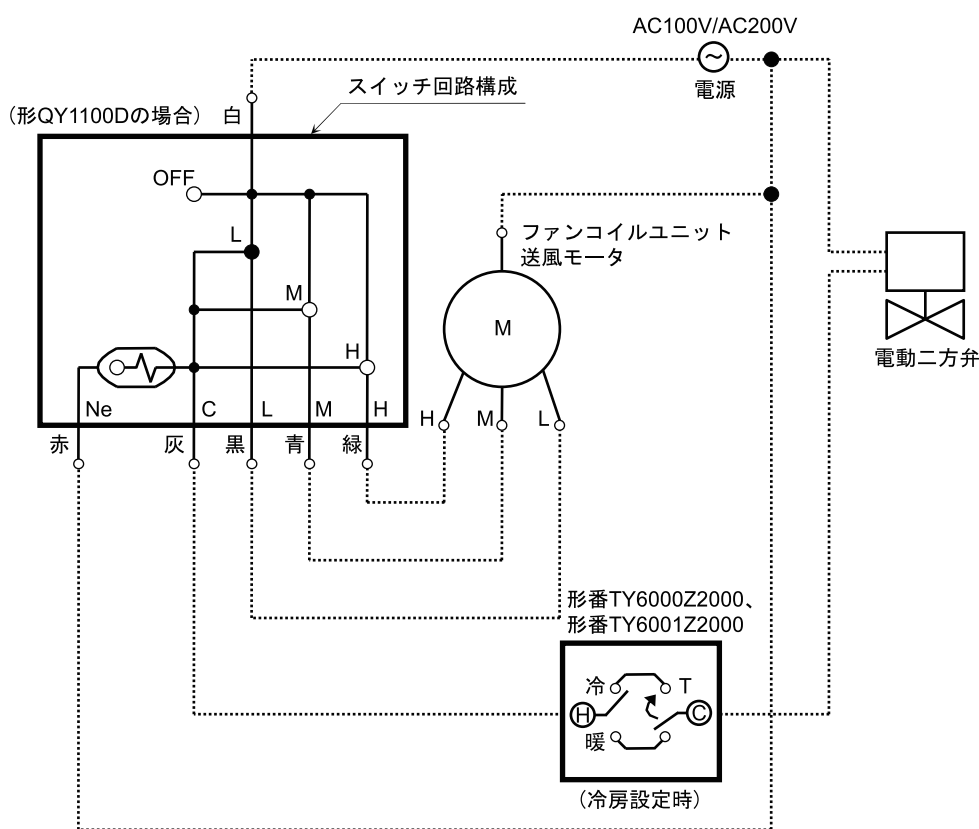 AC100V/AC200V
電源
スイッチ回路構成
(形QY1100Dの場合)
白
OFF
L
M
H
Ne
C
L
M
H
赤
灰
黒
青
緑
ファンコイルユニット
送風モータ
M
H
M
L
電動二方弁
形番TY6000Z2000、
形番TY6001Z2000
冷
T
H
C
暖
(冷房設定時)